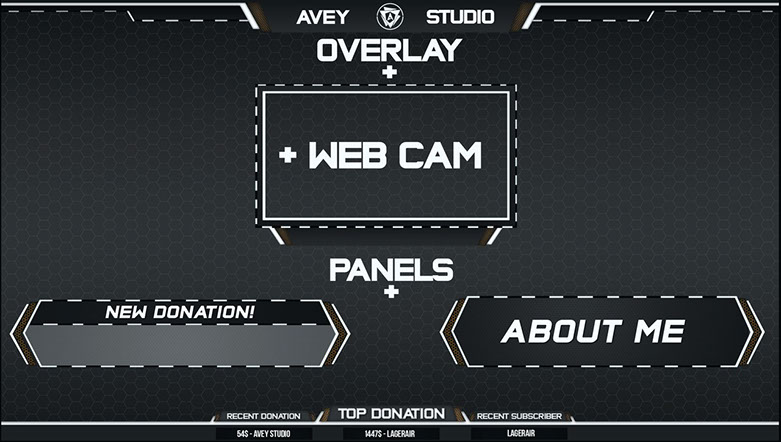 AVEY STUDIO
OVERLAY
+
+ WEB CAM
PANELS
+
NEW DONATION!
ABOUT ME
RECENT DONATION TOP DONATION RECENT SUBSCRIBER
54$ - AVEY STUDIO 1447$ - LAGERAIR LAGERAIR